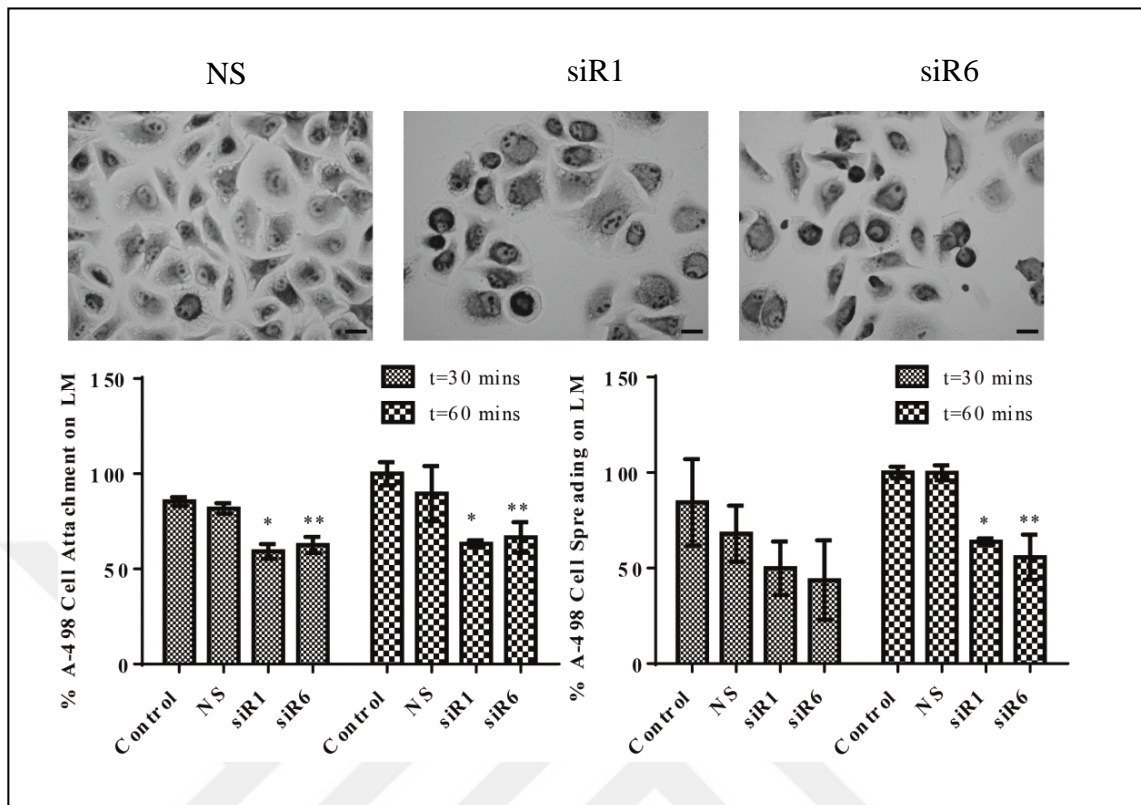 NS
siR1
siR6
% A-498 Cell Attachment on LM
150
100
50
0
t=30 mins
t=60 mins
* ** * **
Control NS siR1 siR6 Control NS siR1 siR6
% A-498 Cell Spreading on LM
150
100
50
0
t=30 mins
t=60 mins
* **
Control NS siR1 siR6 Control NS siR1 siR6